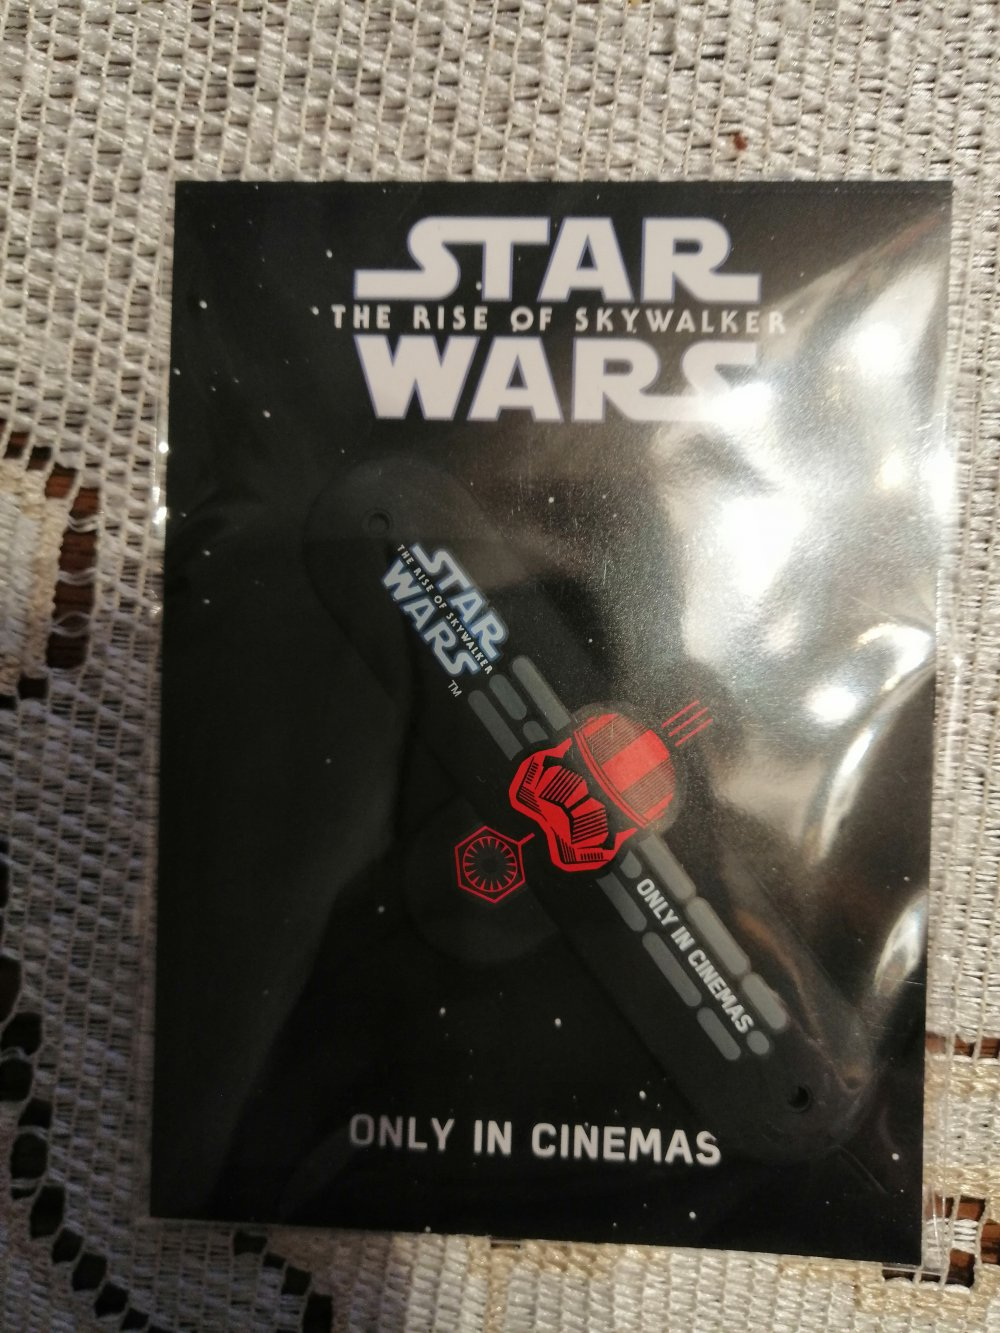 STAR
THE RISE OF SKYWALKER
WARS
STAR
THE RISE OF SKYWALKER
WARS
TM
ONLY IN CINEMAS
ONLY IN CINEMAS